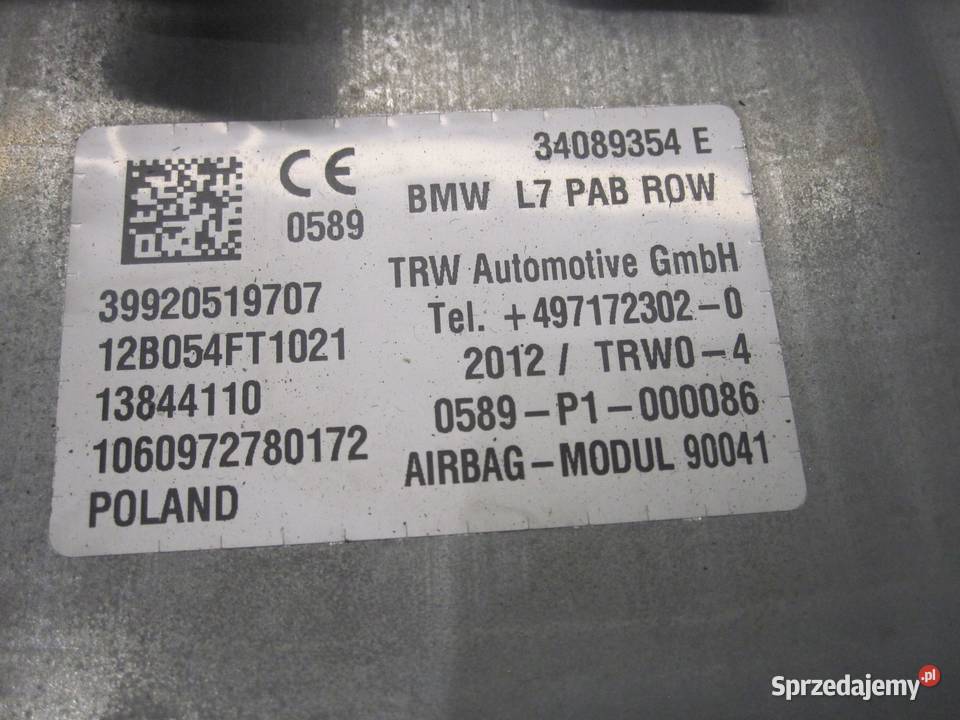 34089354 E
CE
BMW L7 PAB ROW
0589
TRW Automotive GmbH
39920519707
Tel. +497172302-0
12B054FT1021
2012 / TRW0-4
13844110
0589-P1-000086
1060972780172
AIRBAG-MODUL 90041
POLAND
Sprzedajemy.pl